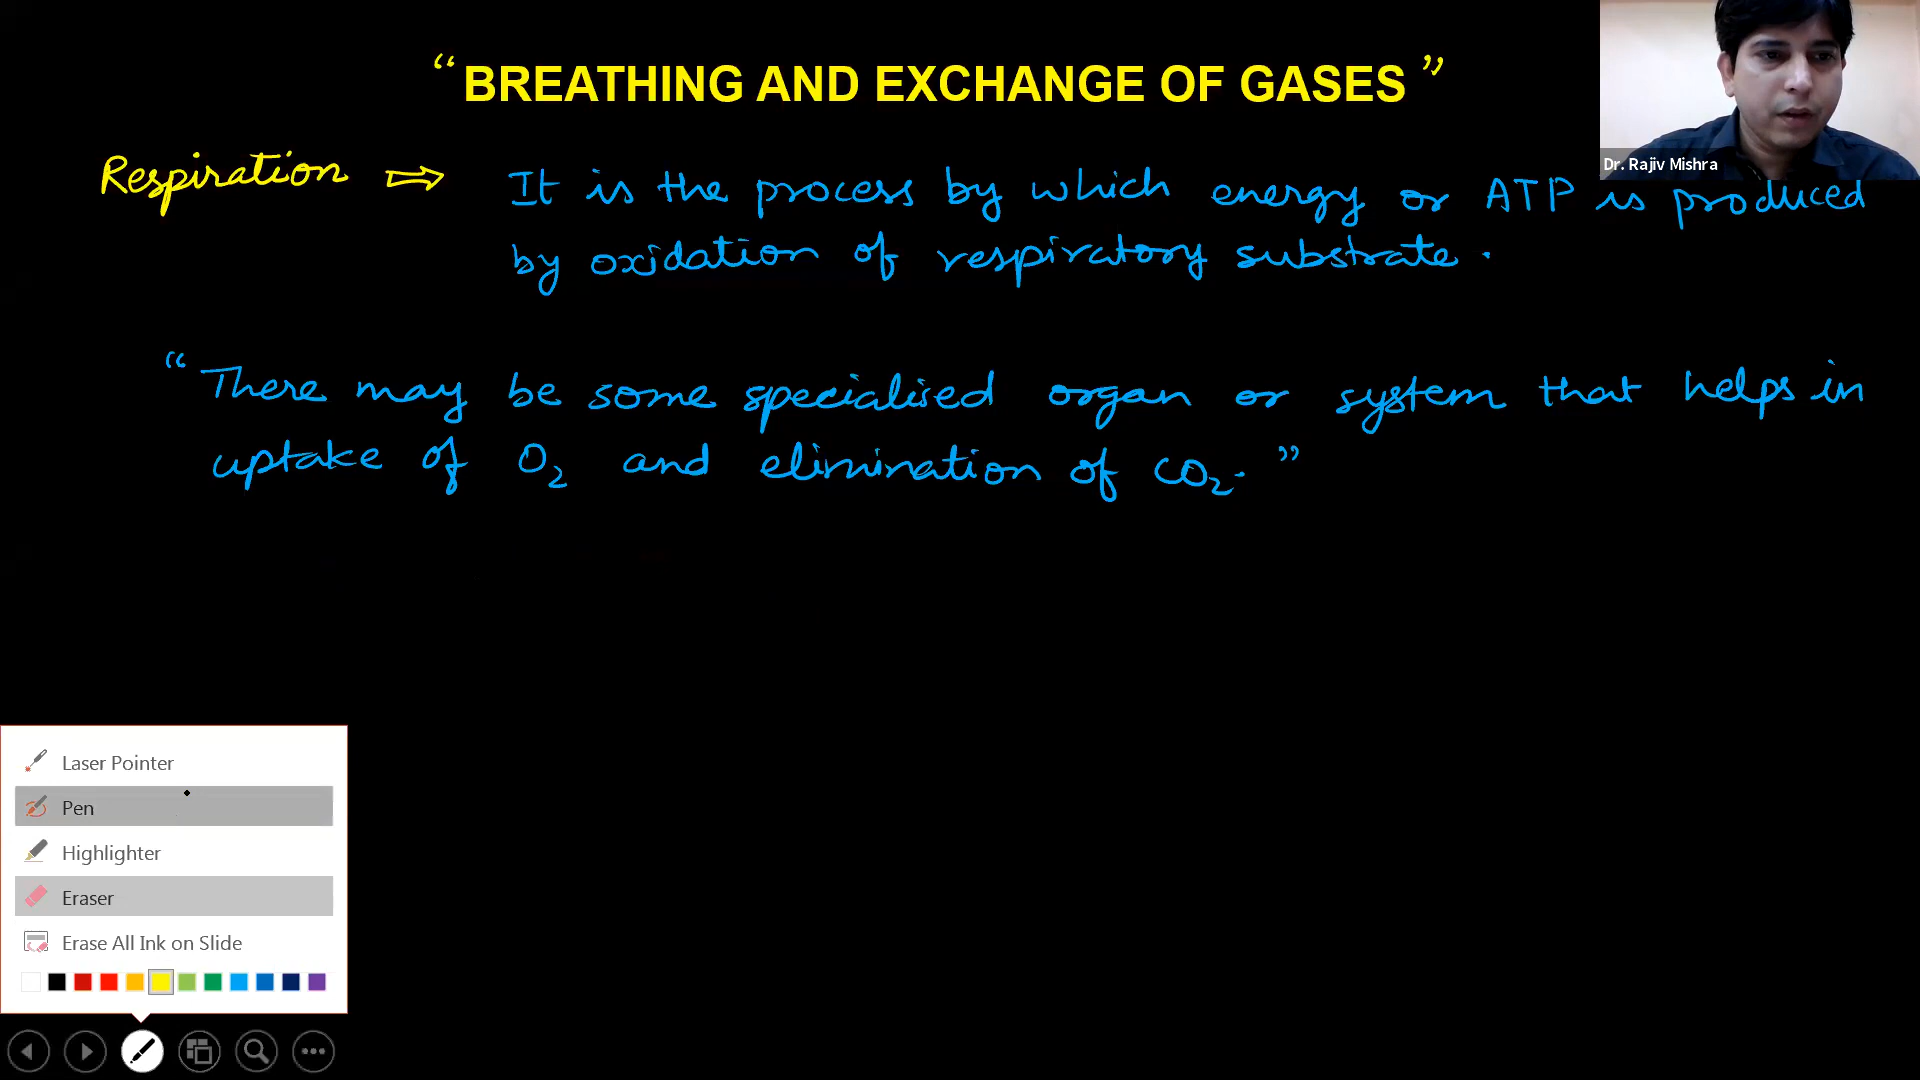 “BREATHING AND EXCHANGE OF GASES”
Dr. Rajiv Mishra
Respiration ⇒ It is the process by which energy or ATP is produced
by oxidation of respiratory substrate.
“There may be some specialised organ or system that helps in
uptake of O₂ and elimination of CO₂.”
Laser Pointer
Pen
Highlighter
Eraser
Erase All Ink on Slide